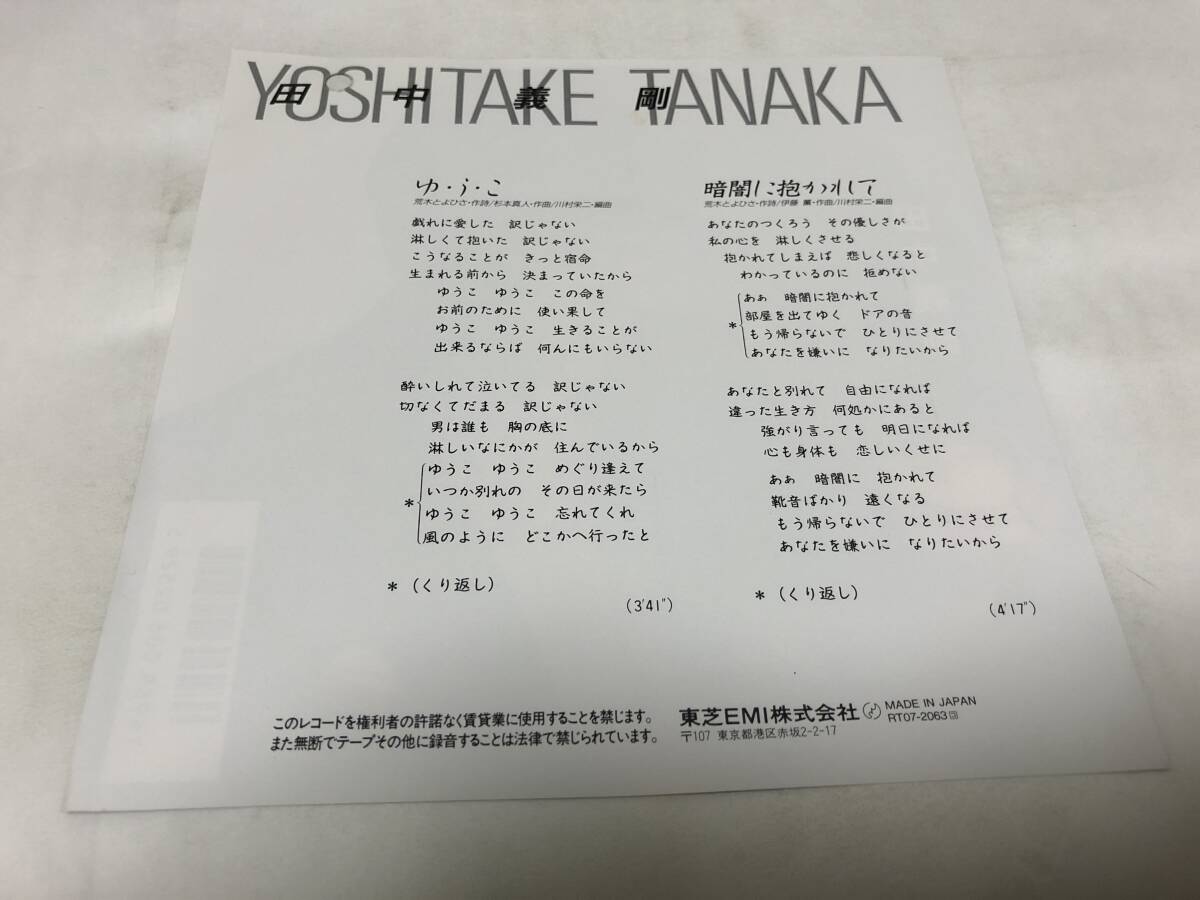 YOSHITAKE TANAKA
田中義剛
ゆ・う・こ
荒木とよひさ・作詩/杉本真人・作曲/川村栄二・編曲
戯れに愛した 訳じゃない
淋しくて抱いた 訳じゃない
こうなることが きっと宿命
生まれる前から 決まっていたから
ゆうこ ゆうこ この命を
お前のために 使い果して
ゆうこ ゆうこ 生きることが
出来るならば 何んにもいらない
酔いしれて泣いてる 訳じゃない
切なくてだまる 訳じゃない
男は誰も 胸の底に
淋しいなにかが 住んでいるから
*
ゆうこ ゆうこ めぐり逢えて
いつか別れの その日が来たら
ゆうこ ゆうこ 忘れてくれ
風のように どこかへ行ったと
* (くり返し)
(3'41")
暗闇に抱かれて
荒木とよひさ・作詩/伊藤 薫・作曲/川村栄二・編曲
あなたのつくろう その優しさが
私の心を 淋しくさせる
抱かれてしまえば 悲しくなると
わかっているのに 拒めない
*
あぁ 暗闇に抱かれて
部屋を出てゆく ドアの音
もう帰らないで ひとりにさせて
あなたを嫌いに なりたいから
あなたと別れて 自由になれば
違った生き方 何処かにあると
強がり言っても 明日になれば
心も身体も 恋しいくせに
あぁ 暗闇に 抱かれて
靴音ばかり 遠くなる
もう帰らないで ひとりにさせて
あなたを嫌いに なりたいから
* (くり返し)
(4'17")
このレコードを権利者の許諾なく賃貸業に使用することを禁じます。
また無断でテープその他に録音することは法律で禁じられています。
東芝EMI株式会社 MADE IN JAPAN
RT07-2063
〒107 東京都港区赤坂2-2-17